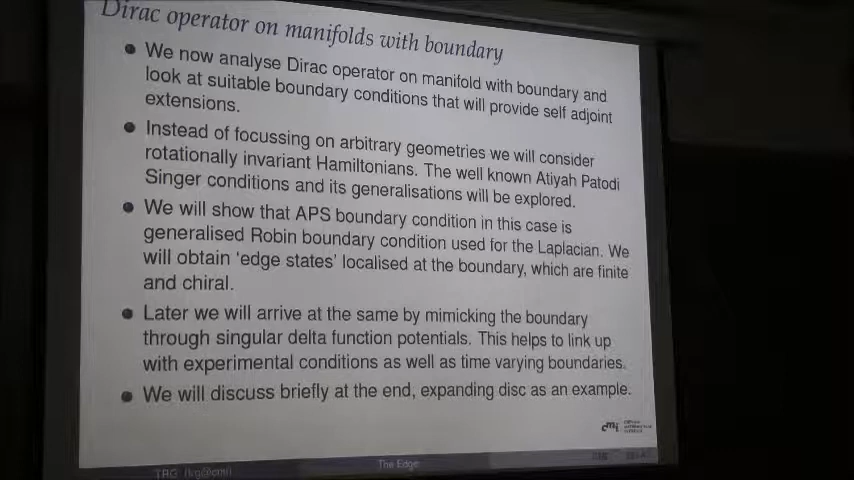 Dirac operator on manifolds with boundary
We now analyse Dirac operator on manifold with boundary and
look at suitable boundary conditions that will provide self adjoint
extensions.
Instead of focussing on arbitrary geometries we will consider
rotationally invariant Hamiltonians. The well known Atiyah Patodi
Singer conditions and its generalisations will be explored.
We will show that APS boundary condition in this case is
generalised Robin boundary condition used for the Laplacian. We
will obtain 'edge states' localised at the boundary, which are finite
and chiral.
Later we will arrive at the same by mimicking the boundary
through singular delta function potentials. This helps to link up
with experimental conditions as well as time varying boundaries.
We will discuss briefly at the end, expanding disc as an example.
cmi
The Edge